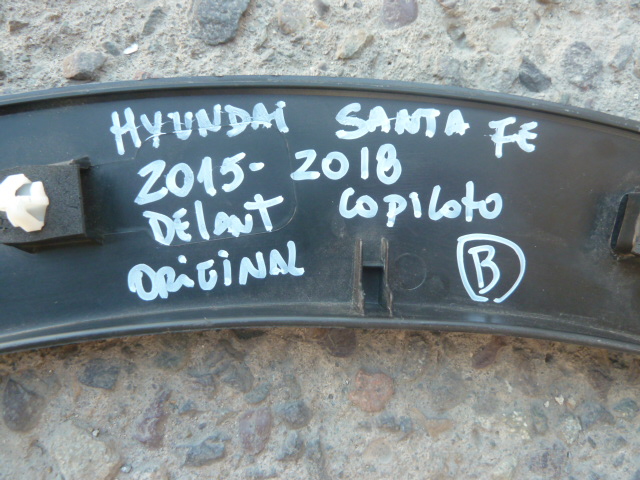 HYUNDAI SANTA FE
2015-2018
DELANT COPILOTO
ORIGINAL B